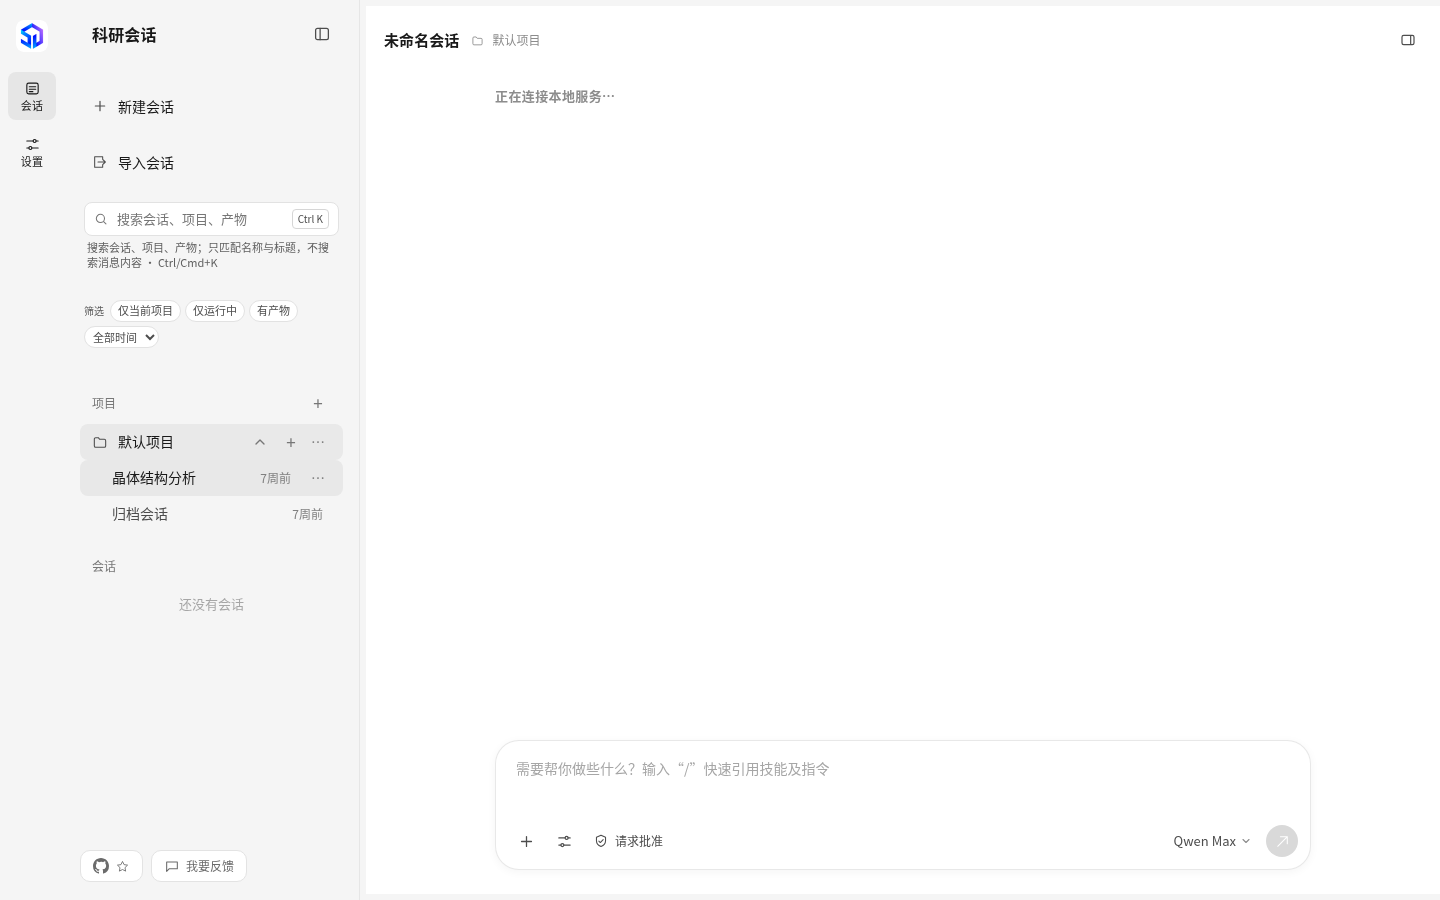 会话
设置
科研会话
新建会话
导入会话
搜索会话、项目、产物
Ctrl K
搜索会话、项目、产物；只匹配名称与标题，不搜
索消息内容 · Ctrl/Cmd+K
筛选
仅当前项目
仅运行中
有产物
全部时间
项目
默认项目
晶体结构分析
7周前
归档会话
7周前
会话
还没有会话
我要反馈
未命名会话
默认项目
正在连接本地服务…
需要帮你做些什么？输入“/”快速引用技能及指令
请求批准
Qwen Max